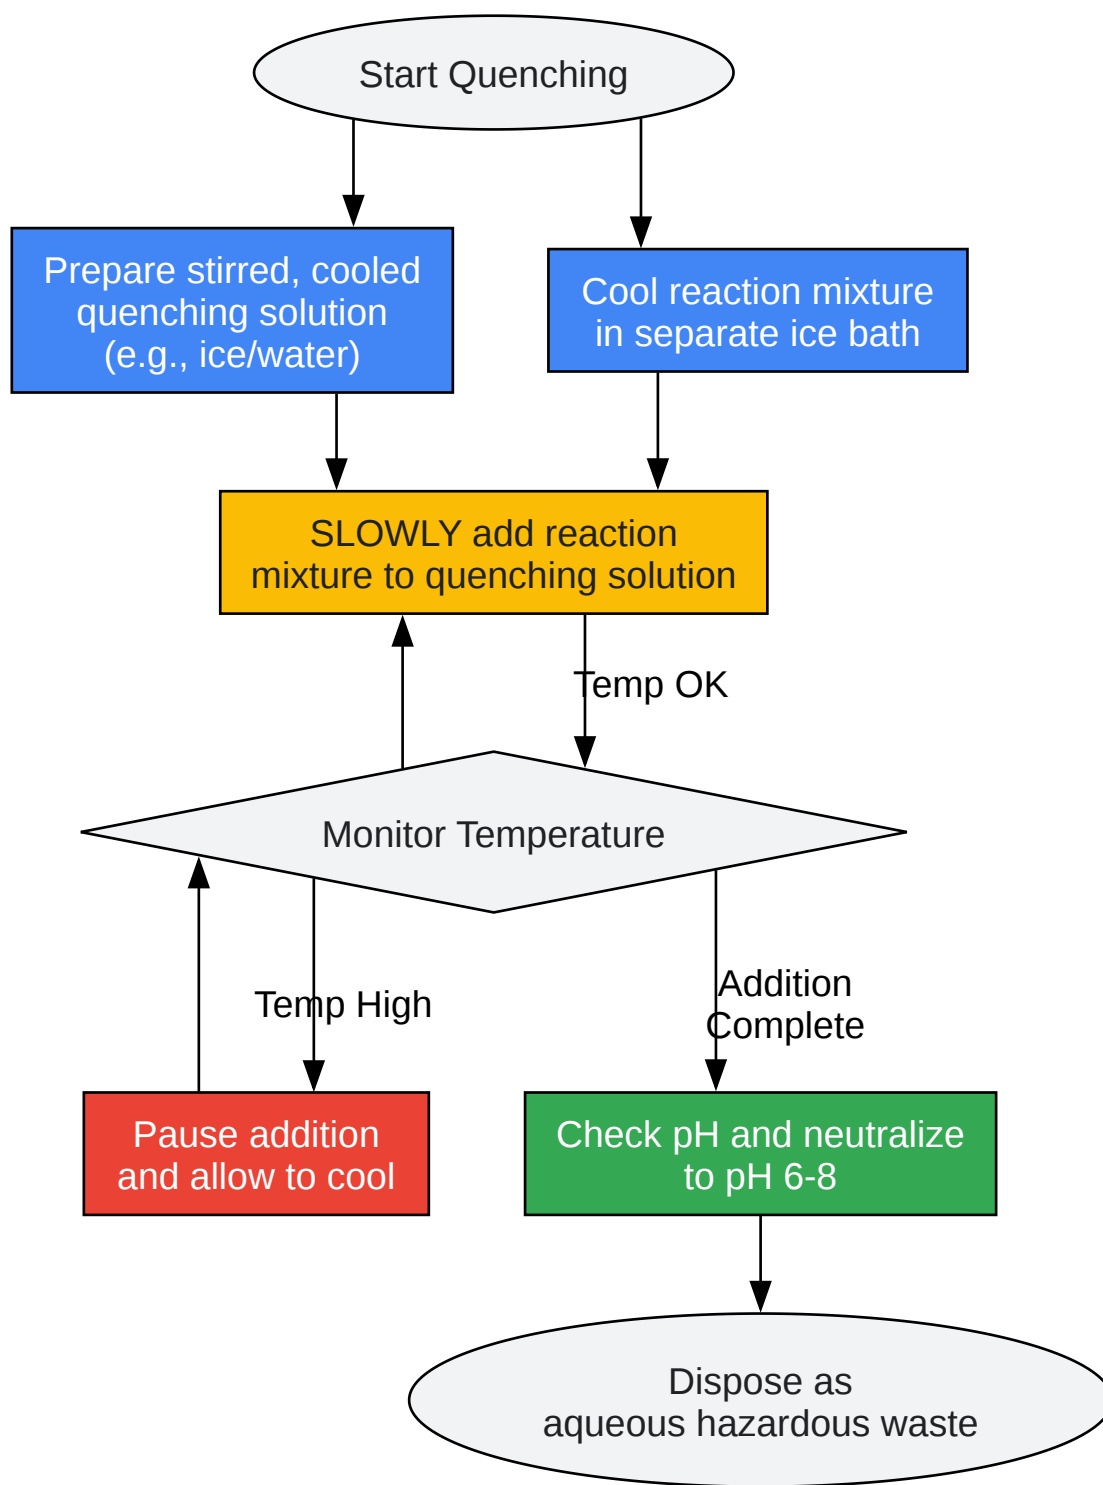 Start Quenching
Prepare stirred, cooled
quenching solution
(e.g., ice/water)
Cool reaction mixture
in separate ice bath
SLOWLY add reaction
mixture to quenching solution
Temp OK
Monitor Temperature
Temp High
Addition
Complete
Pause addition
and allow to cool
Check pH and neutralize
to pH 6-8
Dispose as
aqueous hazardous waste